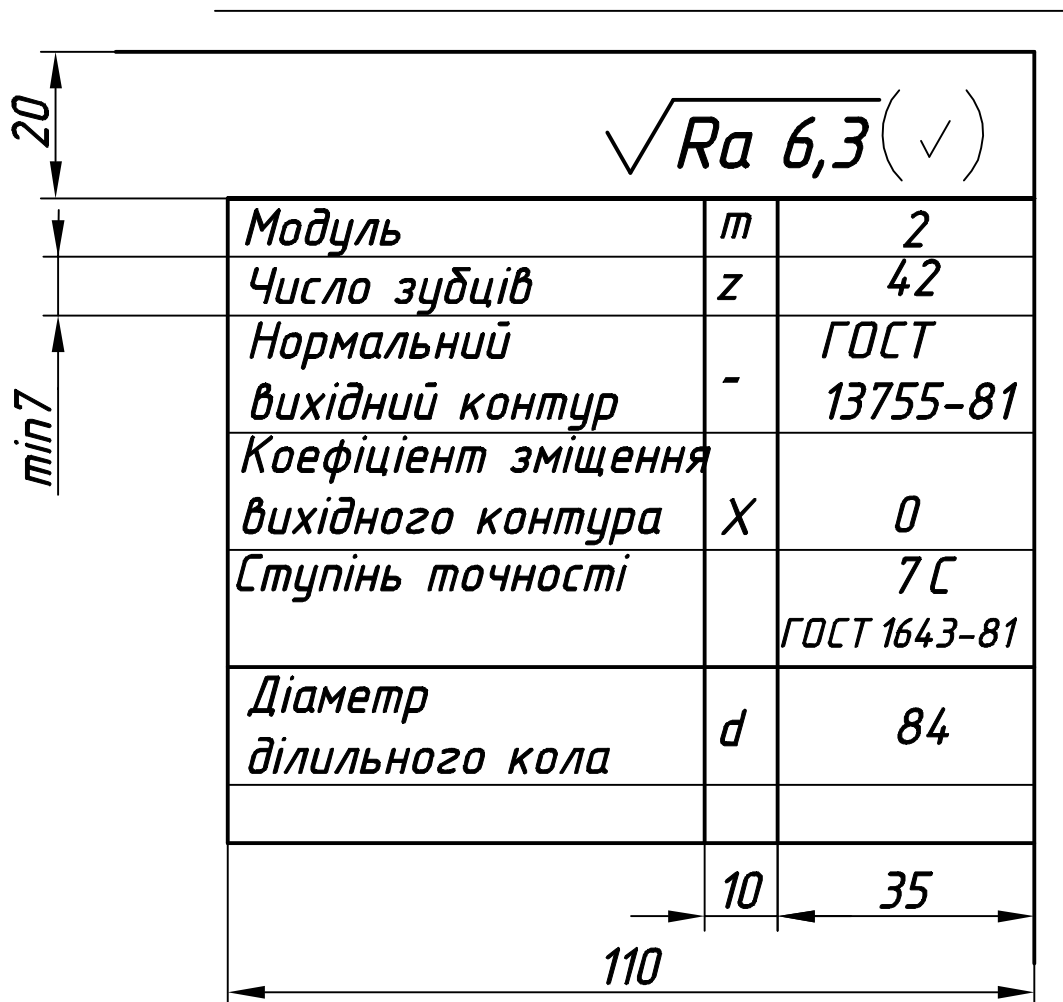 20
√Ra 6,3(✓)
Модуль m 2
Число зубців z 42
Нормальний ГОСТ
вихідний контур - 13755-81
min7
Коефіцієнт зміщення
вихідного контура X 0
Ступінь точності 7 С
ГОСТ 1643-81
Діаметр
ділильного кола d 84
10 35
110